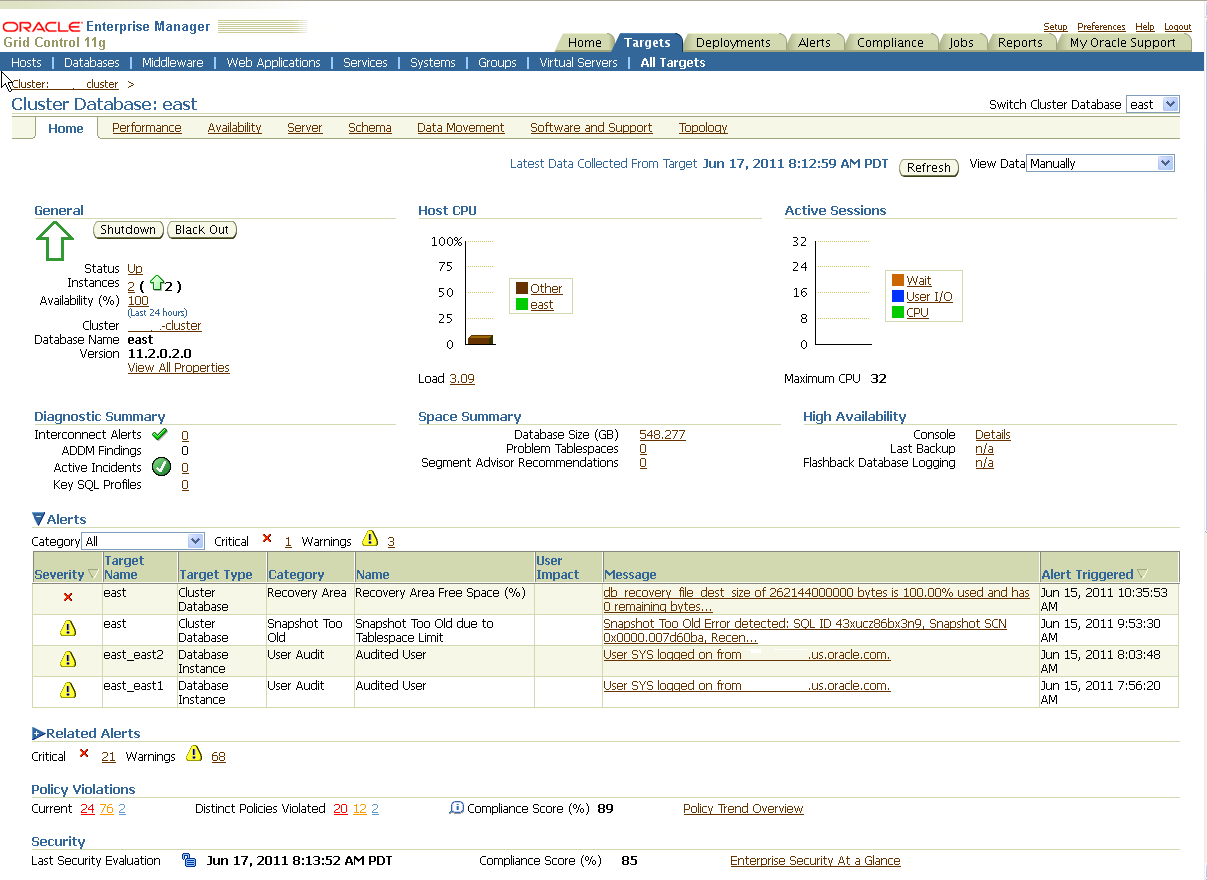 ORACLE Enterprise Manager
Grid Control 11g
Setup Preferences Help Logout
Home Targets Deployments Alerts Compliance Jobs Reports My Oracle Support
Hosts | Databases | Middleware | Web Applications | Services | Systems | Groups | Virtual Servers | All Targets
Cluster: cluster >
Cluster Database: east
Switch Cluster Database east
Home Performance Availability Server Schema Data Movement Software and Support Topology
Latest Data Collected From Target Jun 17, 2011 8:12:59 AM PDT Refresh View Data Manually
General
Shutdown Black Out
Status Up
Instances 2 ( 2 )
Availability (%) 100
(Last 24 hours)
Cluster -cluster
Database Name east
Version 11.2.0.2.0
View All Properties
Host CPU
100%
75
50
25
0
Other
east
Load 3.09
Active Sessions
32
24
16
8
0
Wait
User I/O
CPU
Maximum CPU 32
Diagnostic Summary
Interconnect Alerts 0
ADDM Findings 0
Active Incidents 0
Key SQL Profiles 0
Space Summary
Database Size (GB) 548.277
Problem Tablespaces 0
Segment Advisor Recommendations 0
High Availability
Console Details
Last Backup n/a
Flashback Database Logging n/a
Alerts
Category All Critical 1 Warnings 3
Severity Target Name Target Type Category Name User Impact Message Alert Triggered
east Cluster Database Recovery Area Recovery Area Free Space (%) db_recovery_file_dest_size of 262144000000 bytes is 100.00% used and has 0 remaining bytes... Jun 15, 2011 10:35:53 AM
east Cluster Database Snapshot Too Old Snapshot Too Old due to Tablespace Limit Snapshot Too Old Error detected: SQL ID 43xucz86bx3n9, Snapshot SCN 0x0000.007d60ba, Recen... Jun 15, 2011 9:53:30 AM
east_east2 Database Instance User Audit Audited User User SYS logged on from .us.oracle.com. Jun 15, 2011 8:03:48 AM
east_east1 Database Instance User Audit Audited User User SYS logged on from .us.oracle.com. Jun 15, 2011 7:56:20 AM
Related Alerts
Critical 21 Warnings 68
Policy Violations
Current 24 76 2 Distinct Policies Violated 20 12 2 Compliance Score (%) 89 Policy Trend Overview
Security
Last Security Evaluation Jun 17, 2011 8:13:52 AM PDT Compliance Score (%) 85 Enterprise Security At a Glance